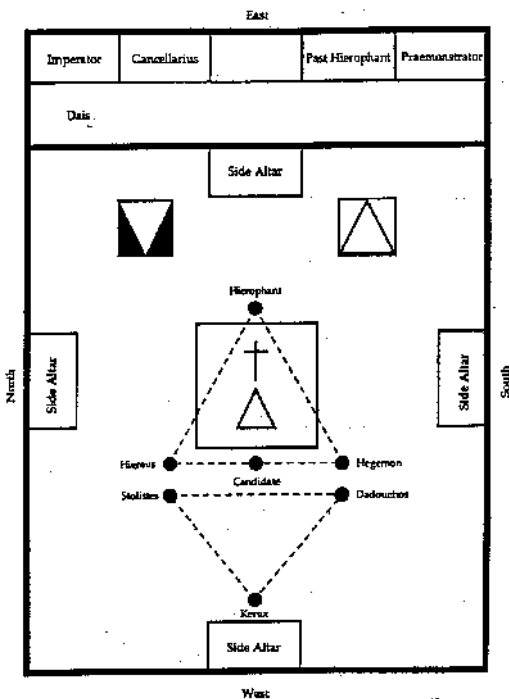 East
Imperator
Cancellarius
Past Hierophant
Praemonstrator
Dais
Side Altar
Hierophant
North
Side Altar
Side Altar
South
Hiereus
Hegemon
Candidate
Stolistes
Dadouchos
Kerux
Side Altar
West